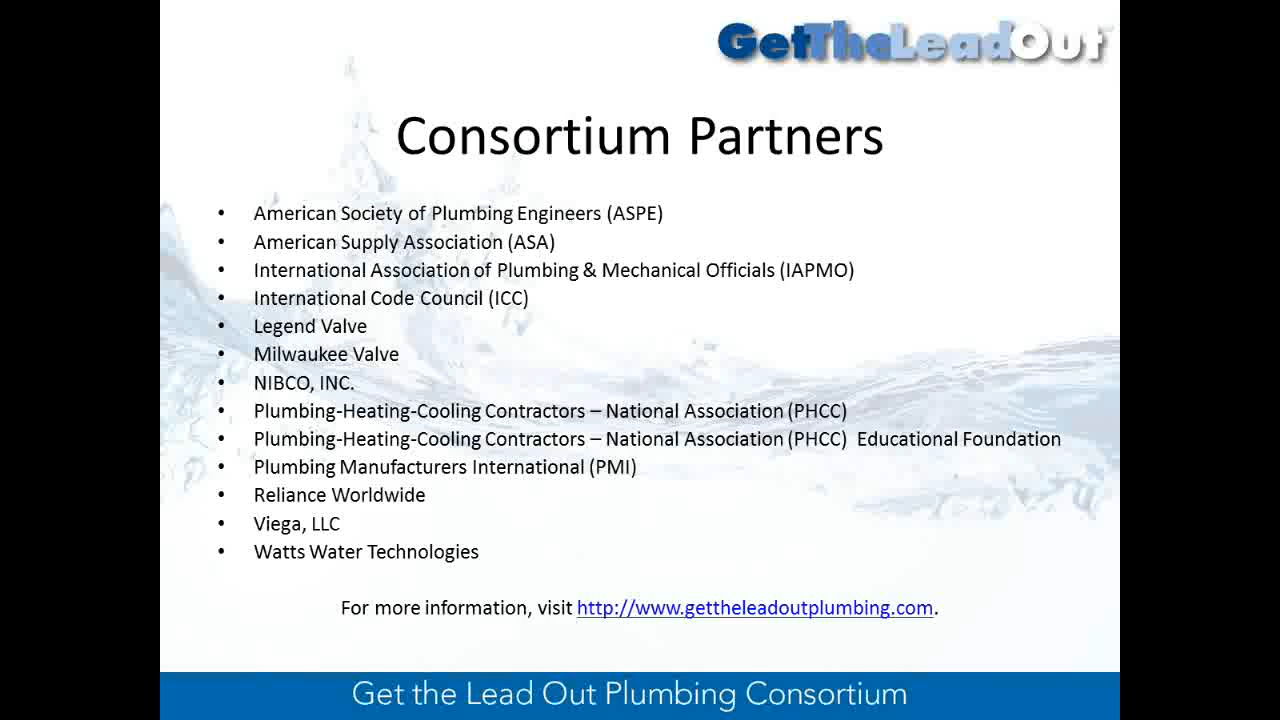 GetTheLeadOut
Consortium Partners
• American Society of Plumbing Engineers (ASPE)
• American Supply Association (ASA)
• International Association of Plumbing & Mechanical Officials (IAPMO)
• International Code Council (ICC)
• Legend Valve
• Milwaukee Valve
• NIBCO, INC.
• Plumbing-Heating-Cooling Contractors – National Association (PHCC)
• Plumbing-Heating-Cooling Contractors – National Association (PHCC) Educational Foundation
• Plumbing Manufacturers International (PMI)
• Reliance Worldwide
• Viega, LLC
• Watts Water Technologies
For more information, visit http://www.gettheleadoutplumbing.com.
Get the Lead Out Plumbing Consortium